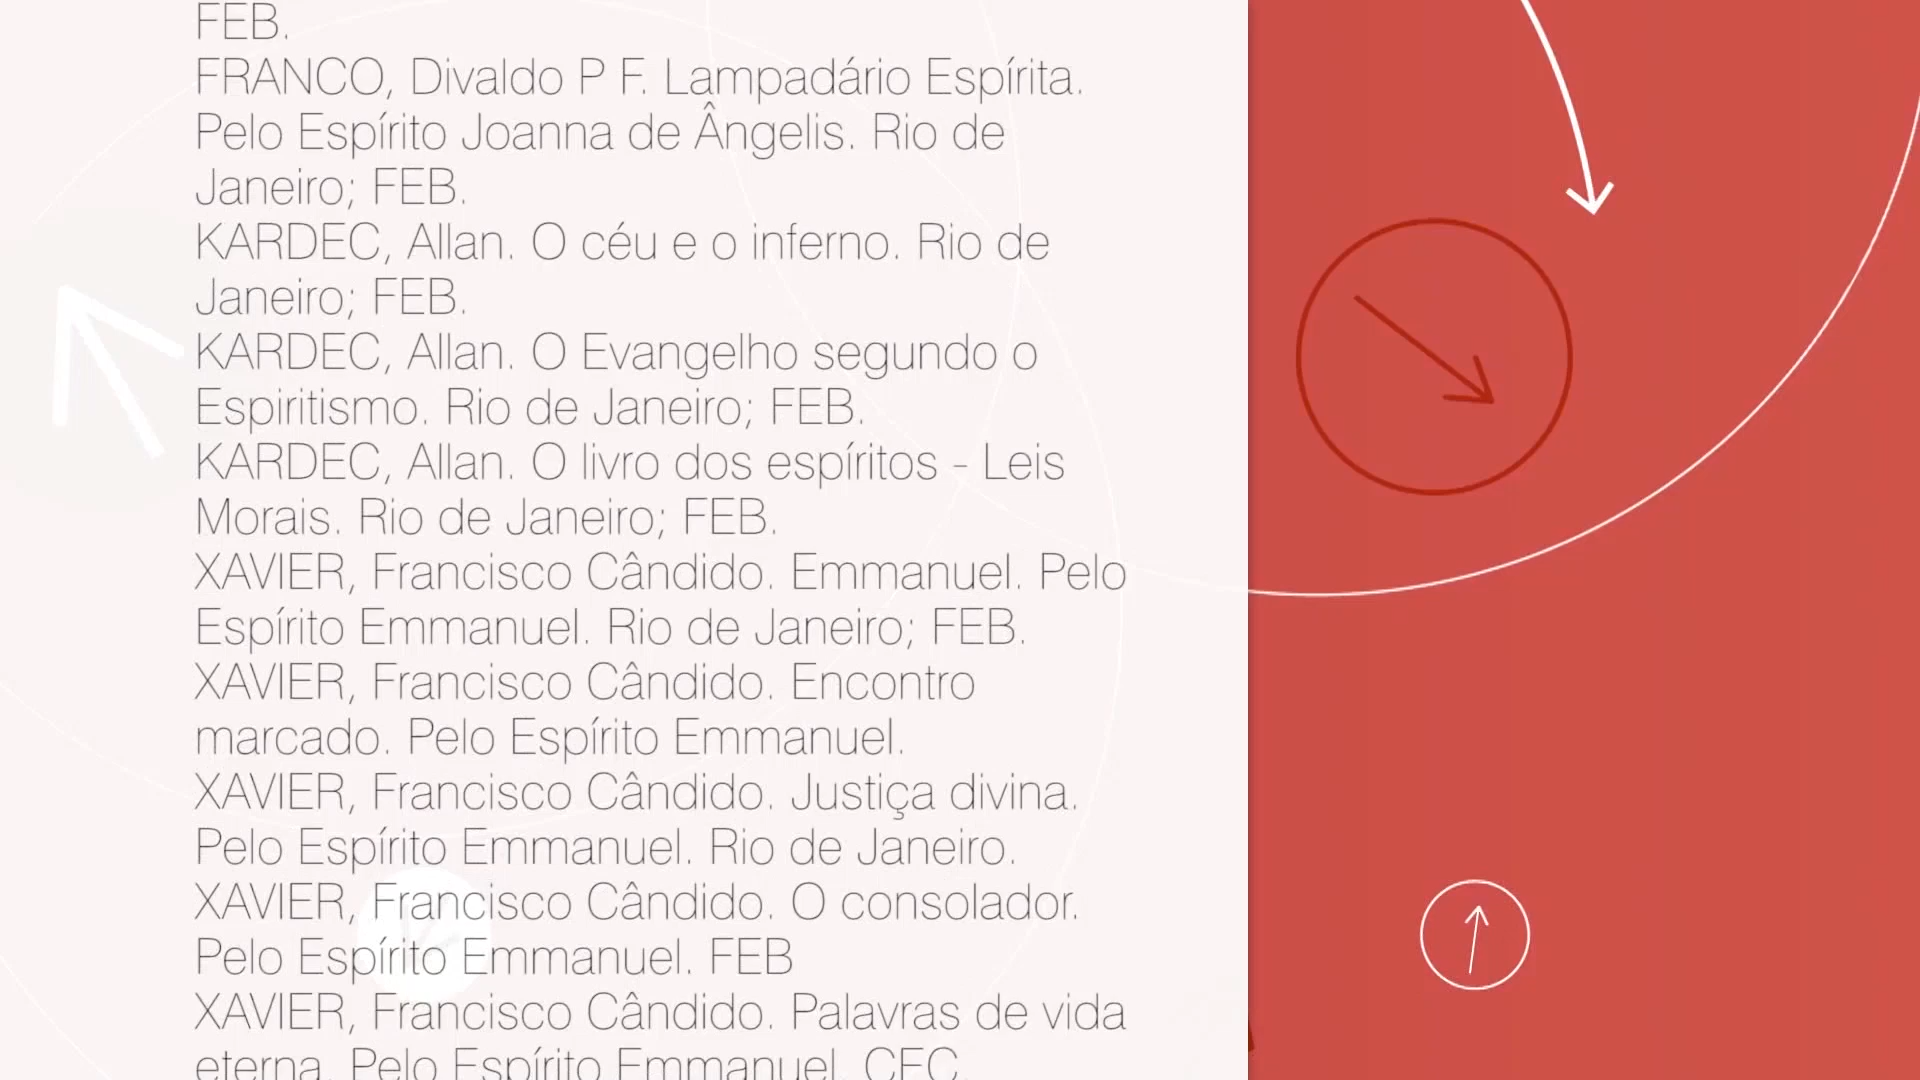 FEB.
FRANCO, Divaldo P F. Lampadário Espírita.
Pelo Espírito Joanna de Ângelis. Rio de
Janeiro; FEB.
KARDEC, Allan. O céu e o inferno. Rio de
Janeiro; FEB.
KARDEC, Allan. O Evangelho segundo o
Espiritismo. Rio de Janeiro; FEB.
KARDEC, Allan. O livro dos espíritos - Leis
Morais. Rio de Janeiro; FEB.
XAVIER, Francisco Cândido. Emmanuel. Pelo
Espírito Emmanuel. Rio de Janeiro; FEB.
XAVIER, Francisco Cândido. Encontro
marcado. Pelo Espírito Emmanuel.
XAVIER, Francisco Cândido. Justiça divina.
Pelo Espírito Emmanuel. Rio de Janeiro.
XAVIER, Francisco Cândido. O consolador.
Pelo Espírito Emmanuel. FEB
XAVIER, Francisco Cândido. Palavras de vida
eterna. Pelo Espírito Emmanuel. CEC.